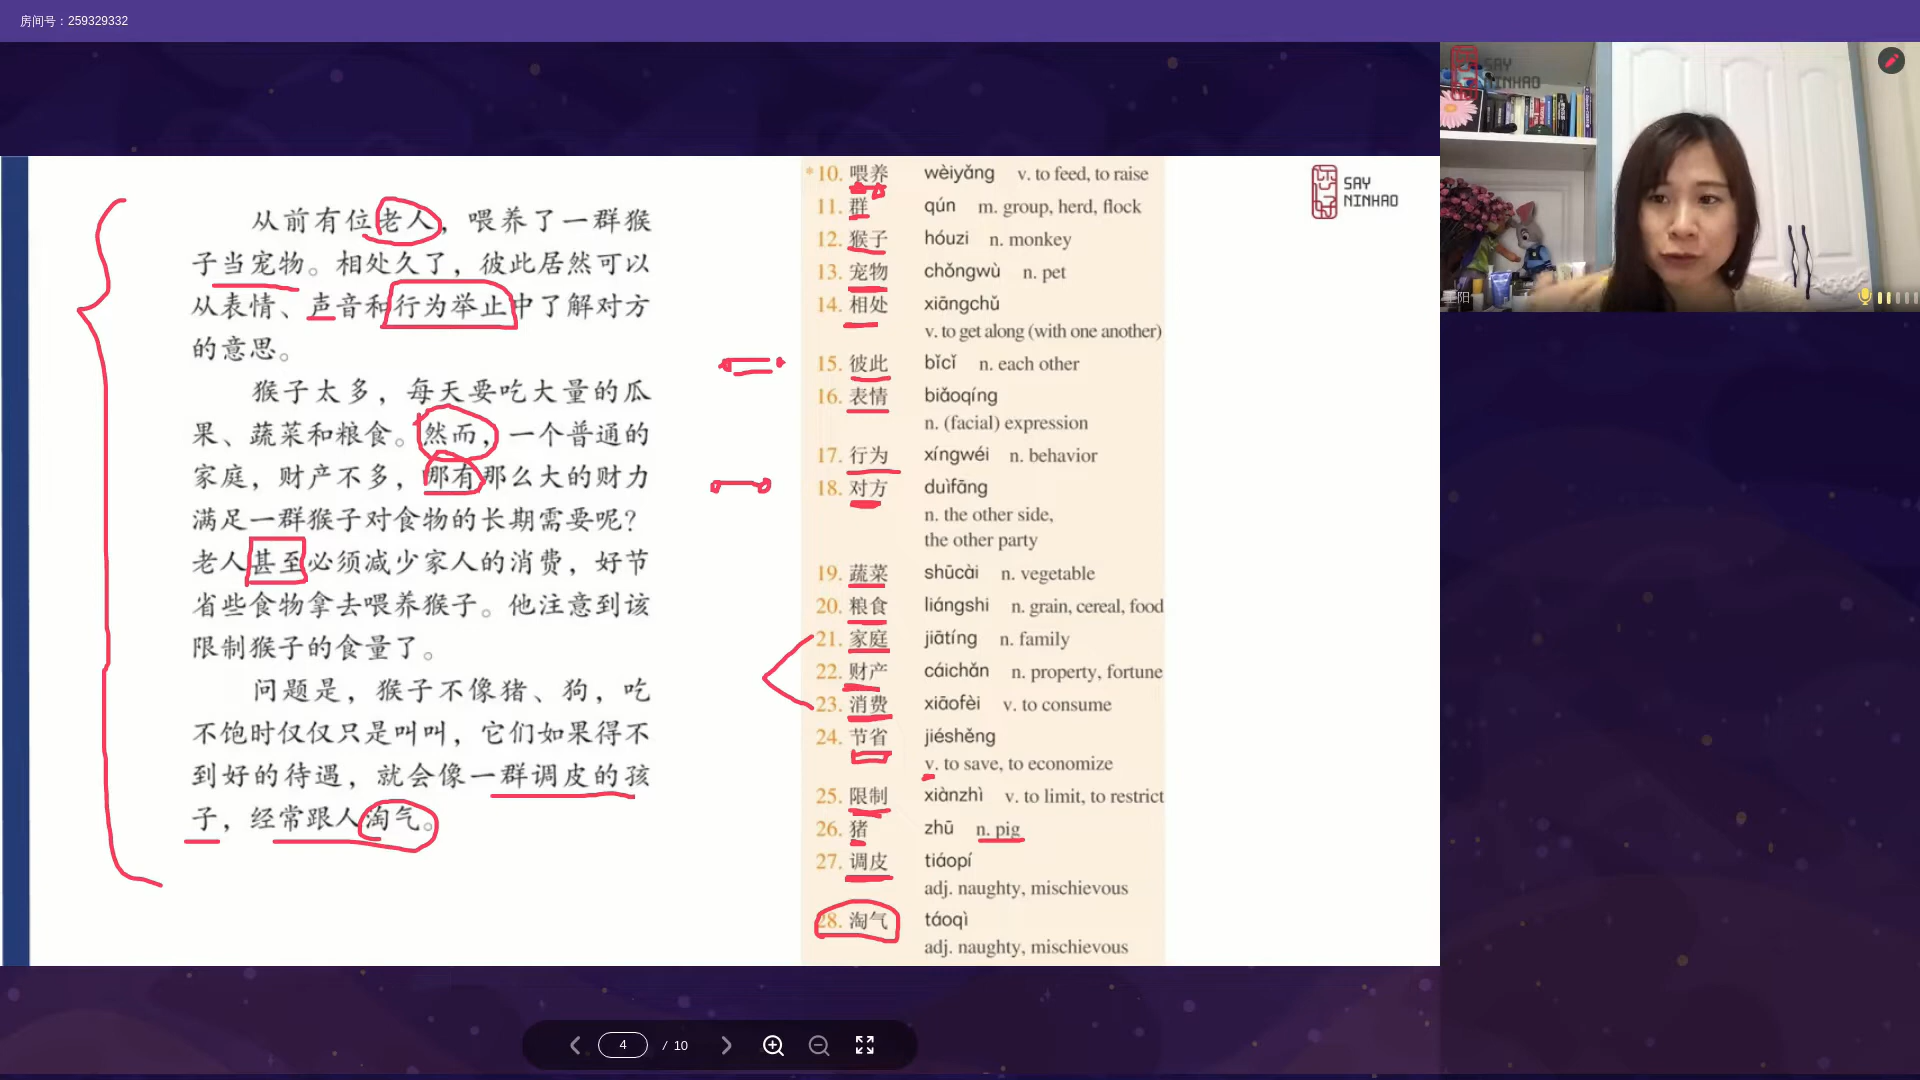 房间号：259329332
从前有位老人，喂养了一群猴
子当宠物。相处久了，彼此居然可以
从表情、声音和行为举止中了解对方
的意思。
猴子太多，每天要吃大量的瓜
果、蔬菜和粮食。然而，一个普通的
家庭，财产不多，哪有那么大的财力
满足一群猴子对食物的长期需要呢？
老人甚至必须减少家人的消费，好节
省些食物拿去喂养猴子。他注意到该
限制猴子的食量了。
问题是，猴子不像猪、狗，吃
不饱时仅仅只是叫叫，它们如果得不
到好的待遇，就会像一群调皮的孩
子，经常跟人淘气。
*10. 喂养 wèiyǎng v. to feed, to raise
11. 群 qún m. group, herd, flock
12. 猴子 hóuzi n. monkey
13. 宠物 chǒngwù n. pet
14. 相处 xiāngchǔ
v. to get along (with one another)
15. 彼此 bǐcǐ n. each other
16. 表情 biǎoqíng
n. (facial) expression
17. 行为 xíngwéi n. behavior
18. 对方 duìfāng
n. the other side,
the other party
19. 蔬菜 shūcài n. vegetable
20. 粮食 liángshi n. grain, cereal, food
21. 家庭 jiātíng n. family
22. 财产 cáichǎn n. property, fortune
23. 消费 xiāofèi v. to consume
24. 节省 jiéshěng
v. to save, to economize
25. 限制 xiànzhì v. to limit, to restrict
26. 猪 zhū n. pig
27. 调皮 tiáopí
adj. naughty, mischievous
28. 淘气 táoqì
adj. naughty, mischievous
SAY
NINHAO
SAY
NINHAO
4 / 10